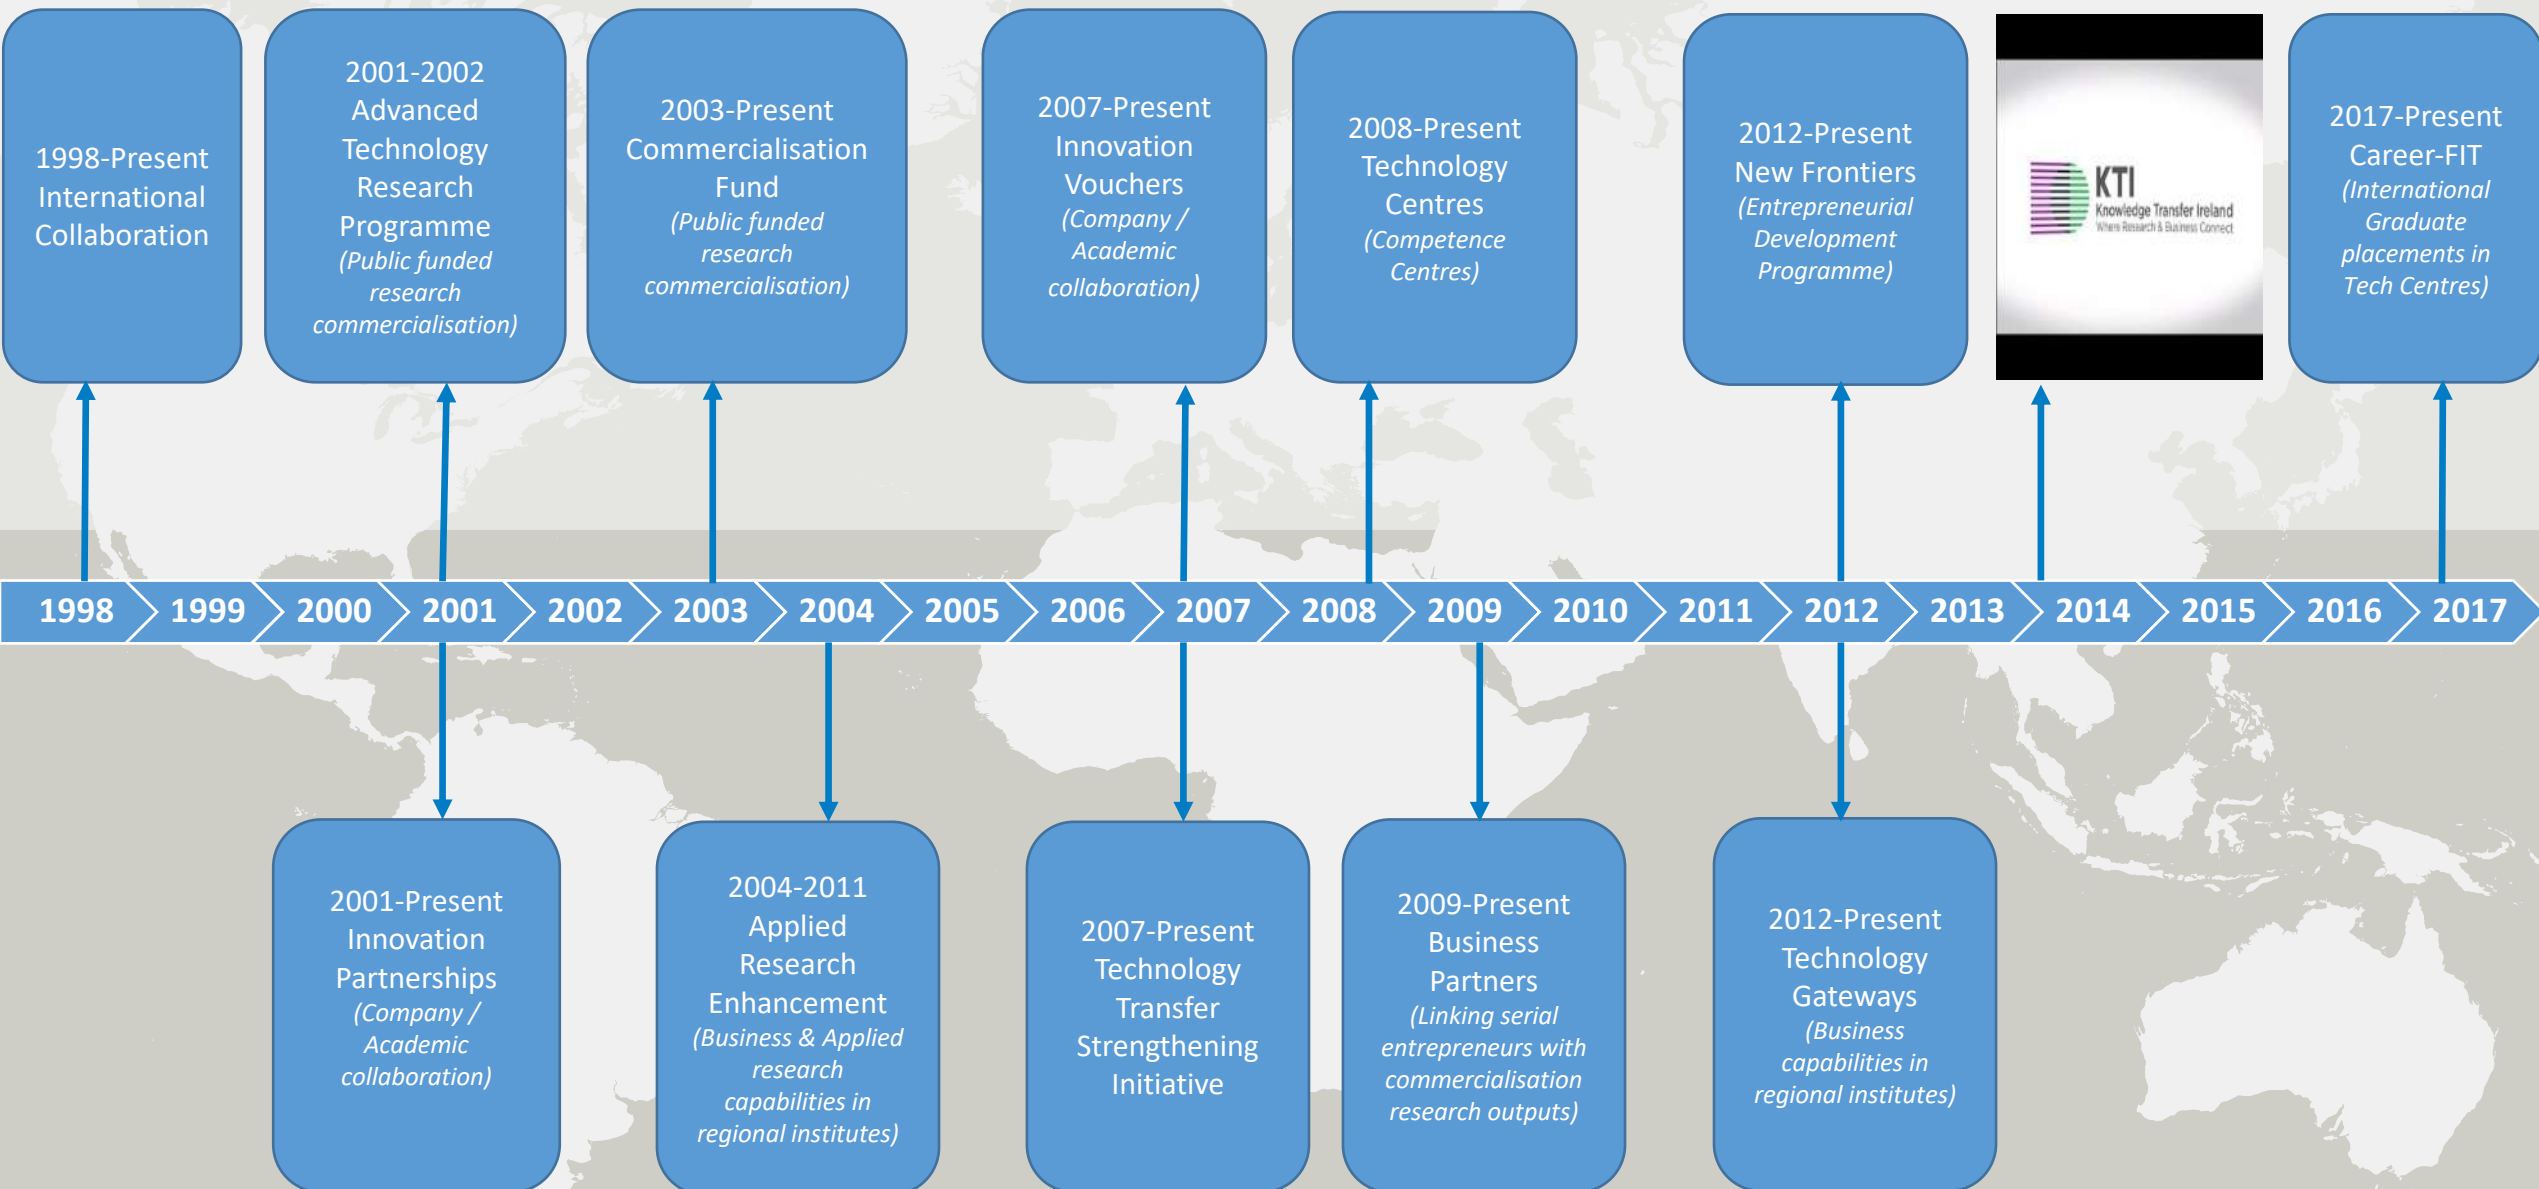 1998-Present
International
Collaboration
2001-2002
Advanced
Technology
Research
Programme
(Public funded
research
commercialisation)
2003-Present
Commercialisation
Fund
(Public funded
research
commercialisation)
2007-Present
Innovation
Vouchers
(Company /
Academic
collaboration)
2008-Present
Technology
Centres
(Competence
Centres)
2012-Present
New Frontiers
(Entrepreneurial
Development
Programme)
KTI
Knowledge Transfer Ireland
Where Research & Business Connect
2017-Present
Career-FIT
(International
Graduate
placements in
Tech Centres)
1998 1999 2000 2001 2002 2003 2004 2005 2006 2007 2008 2009 2010 2011 2012 2013 2014 2015 2016 2017
2001-Present
Innovation
Partnerships
(Company /
Academic
collaboration)
2004-2011
Applied
Research
Enhancement
(Business & Applied
research
capabilities in
regional institutes)
2007-Present
Technology
Transfer
Strengthening
Initiative
2009-Present
Business
Partners
(Linking serial
entrepreneurs with
commercialisation
research outputs)
2012-Present
Technology
Gateways
(Business
capabilities in
regional institutes)